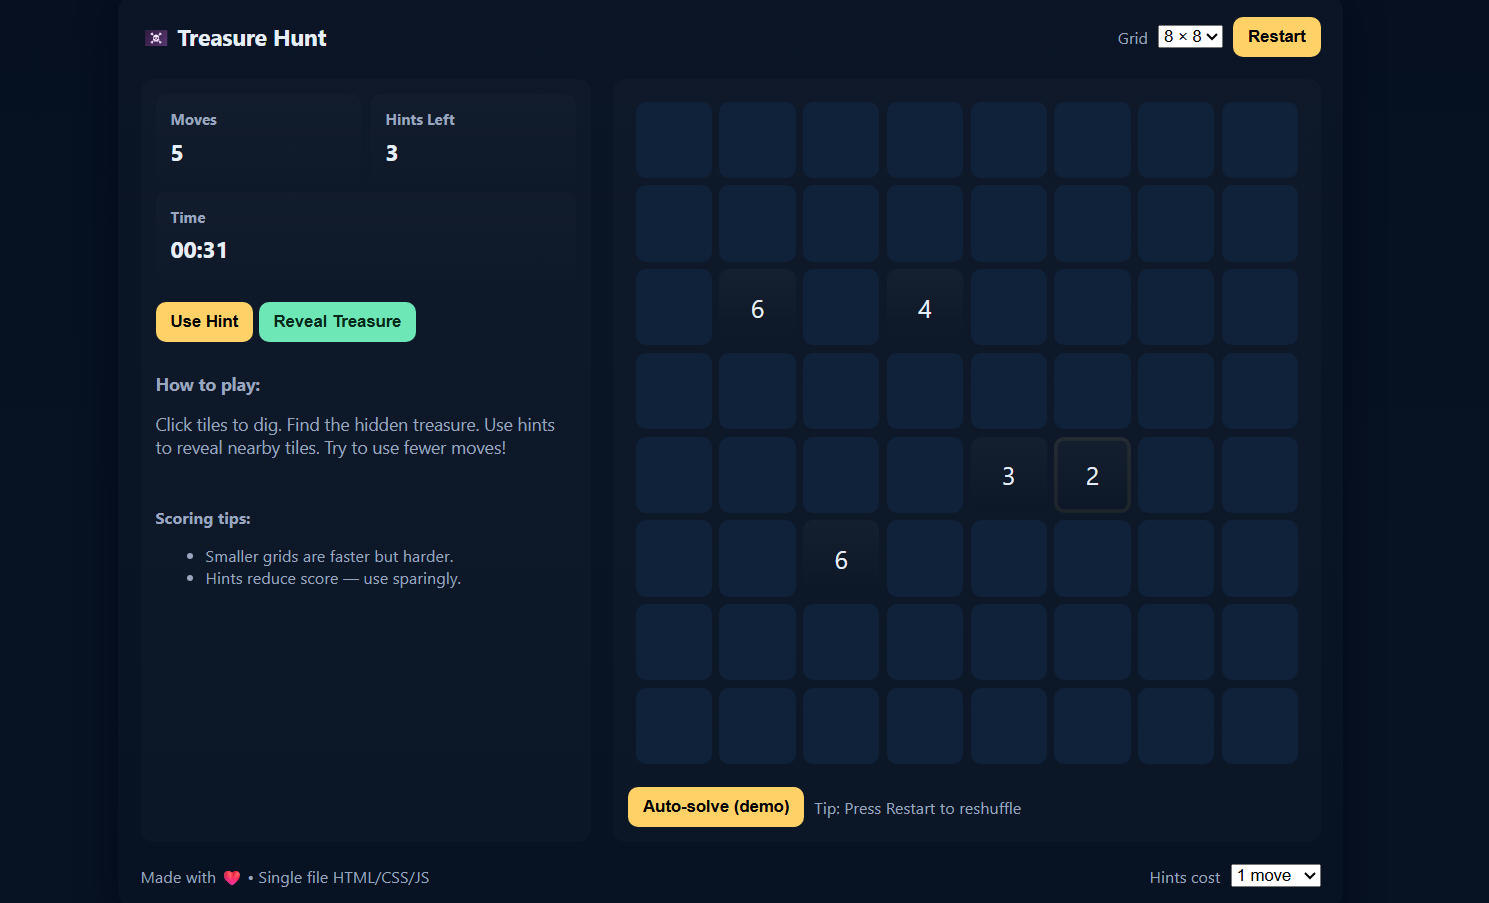 ☠️ Treasure Hunt
Grid 8 × 8 Restart
Moves
5
Hints Left
3
Time
00:31
Use Hint Reveal Treasure
How to play:
Click tiles to dig. Find the hidden treasure. Use hints
to reveal nearby tiles. Try to use fewer moves!
Scoring tips:
• Smaller grids are faster but harder.
• Hints reduce score — use sparingly.
6 4
3 2
6
Auto-solve (demo) Tip: Press Restart to reshuffle
Made with ❤️ • Single file HTML/CSS/JS
Hints cost 1 move